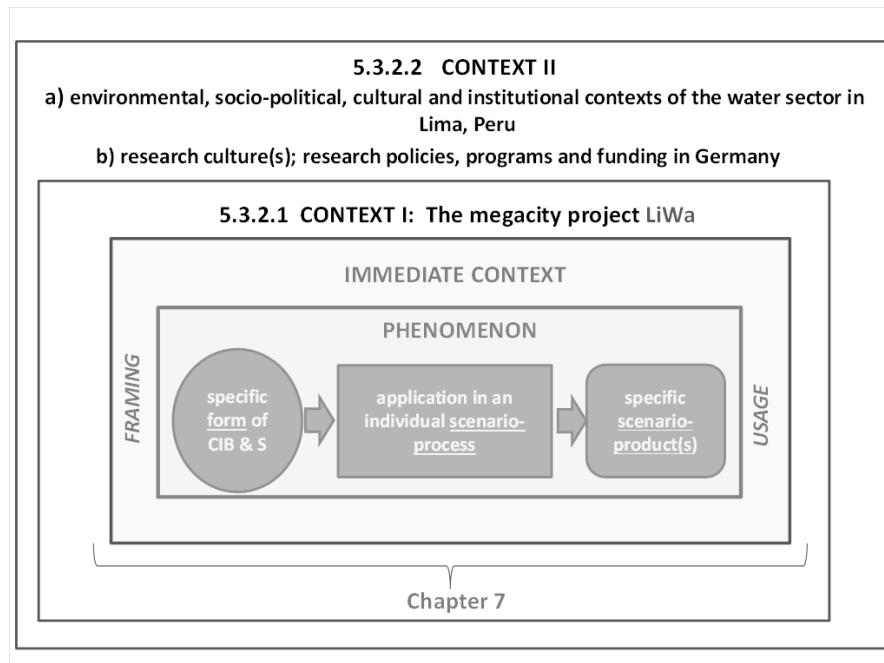 5.3.2.2 CONTEXT II
a) environmental, socio-political, cultural and institutional contexts of the water sector in
Lima, Peru
b) research culture(s); research policies, programs and funding in Germany
5.3.2.1 CONTEXT I: The megacity project LiWa
IMMEDIATE CONTEXT
PHENOMENON
FRAMING
specific
form of
CIB & S
application in an
individual scenario-
process
specific
scenario-
product(s)
USAGE
Chapter 7